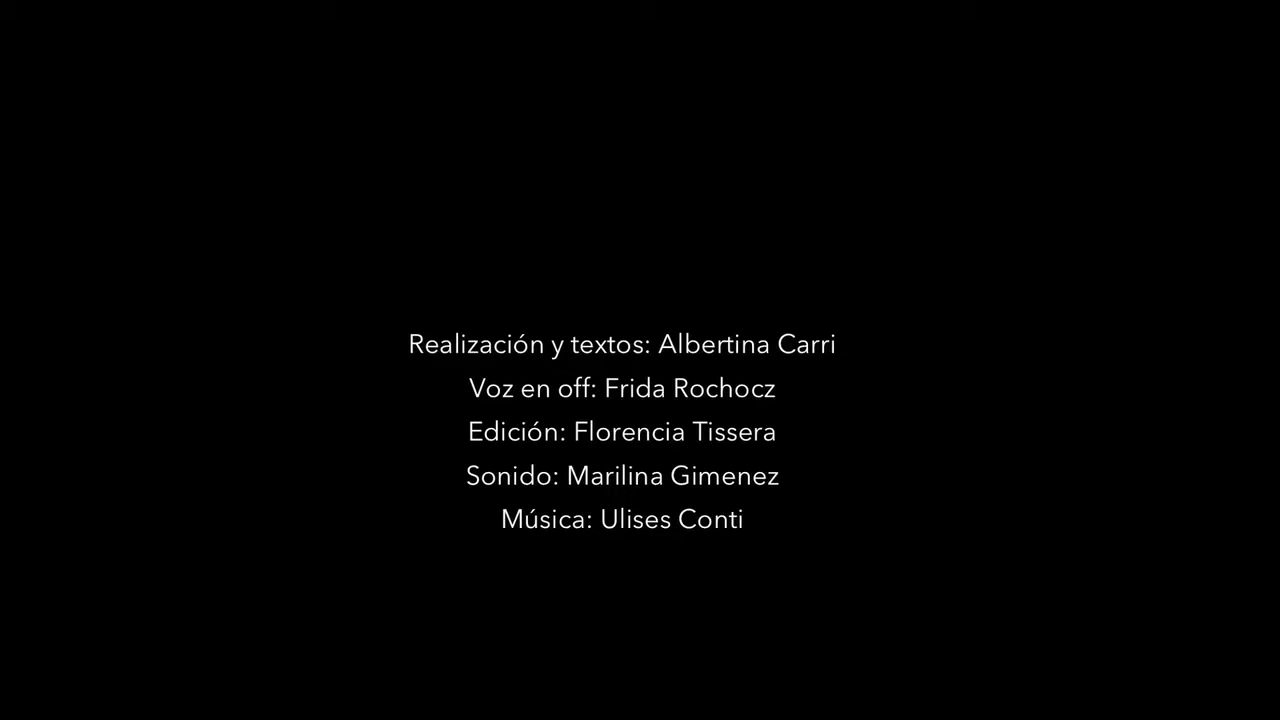 Realización y textos: Albertina Carri
Voz en off: Frida Rochocz
Edición: Florencia Tissera
Sonido: Marilina Gimenez
Música: Ulises Conti